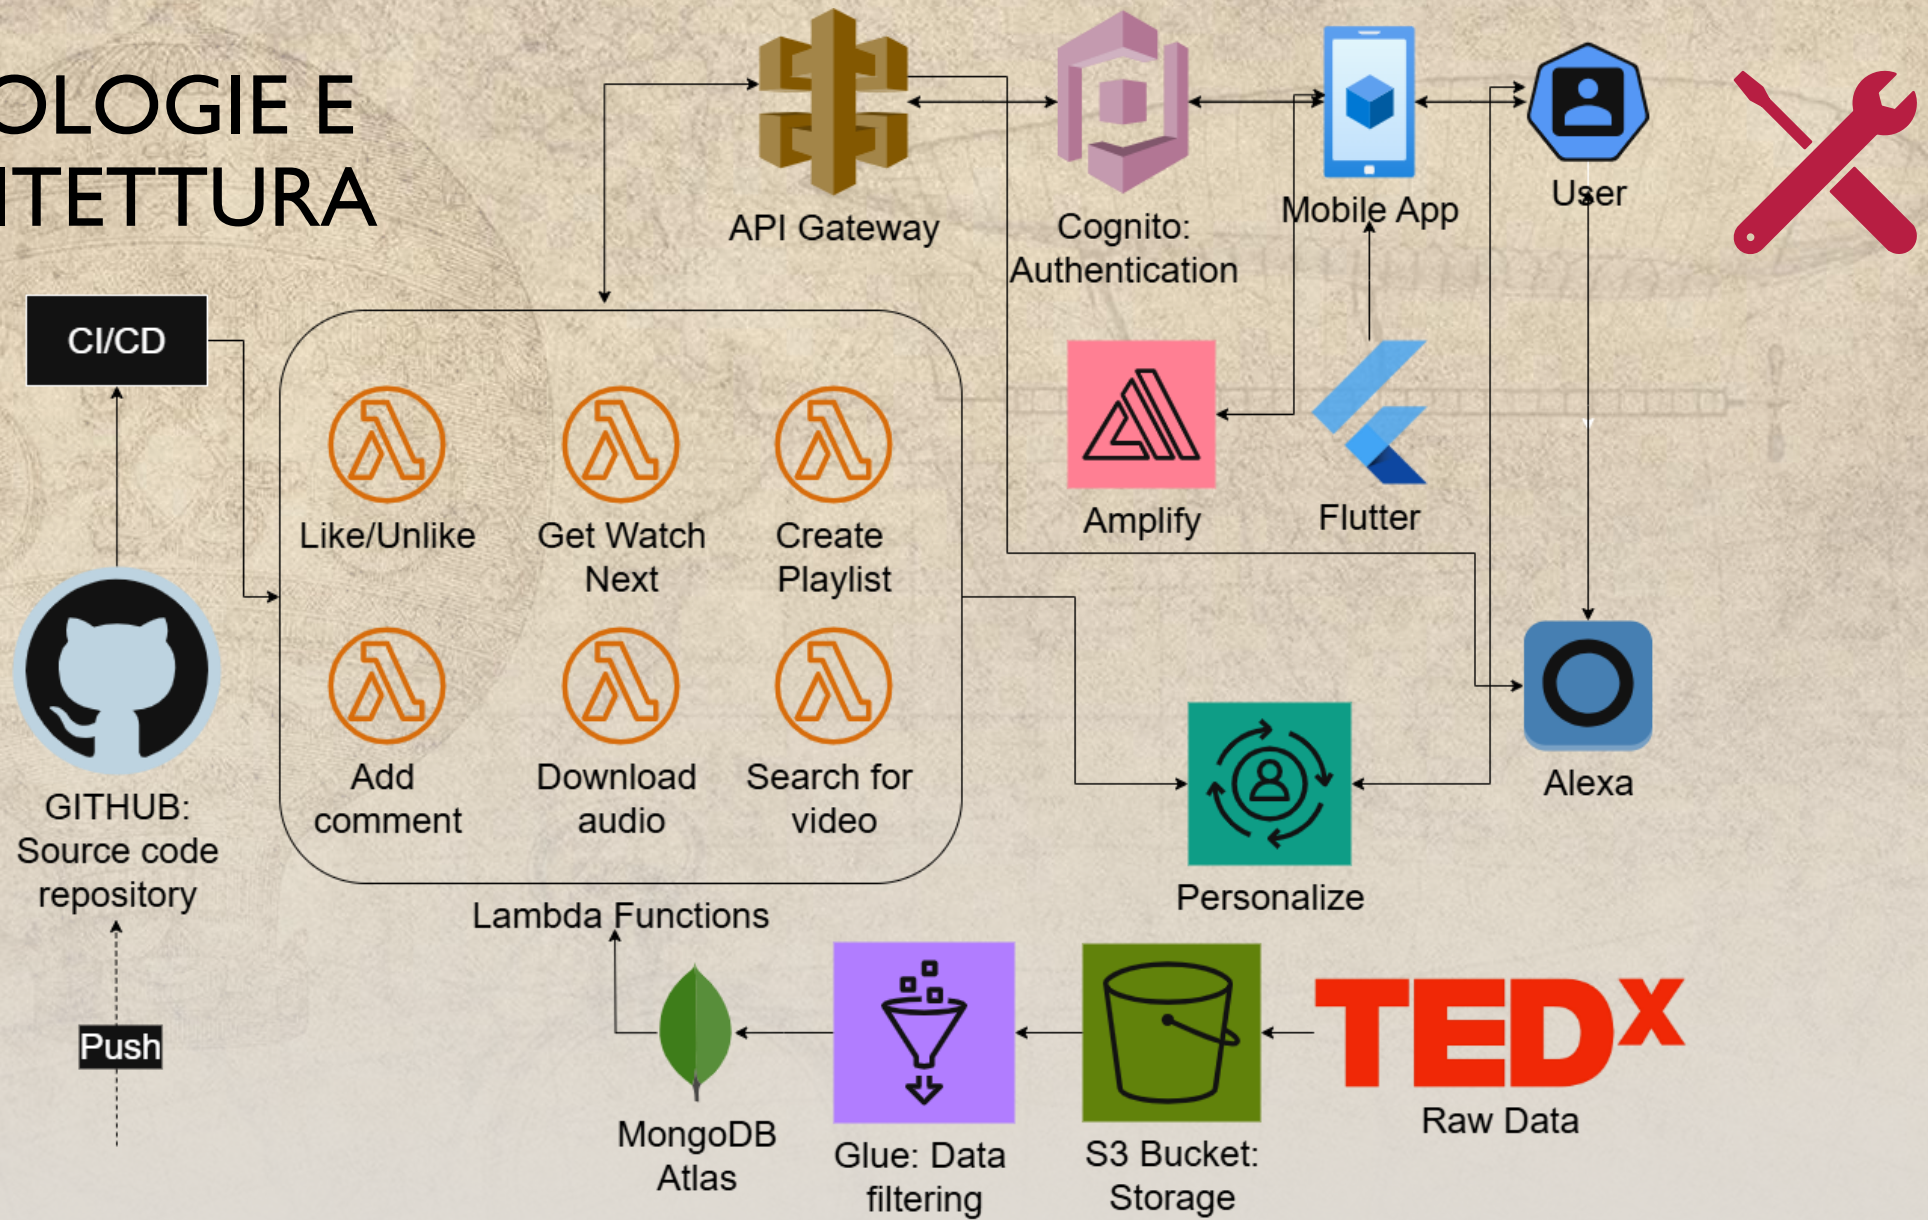 OLOGIE E
ITETTURA
API Gateway
Cognito:
Authentication
Mobile App
User
CI/CD
Amplify
Flutter
Like/Unlike
Get Watch
Next
Create
Playlist
Add
comment
Download
audio
Search for
video
Lambda Functions
GITHUB:
Source code
repository
Push
Alexa
Personalize
MongoDB
Atlas
Glue: Data
filtering
S3 Bucket:
Storage
TEDx
Raw Data